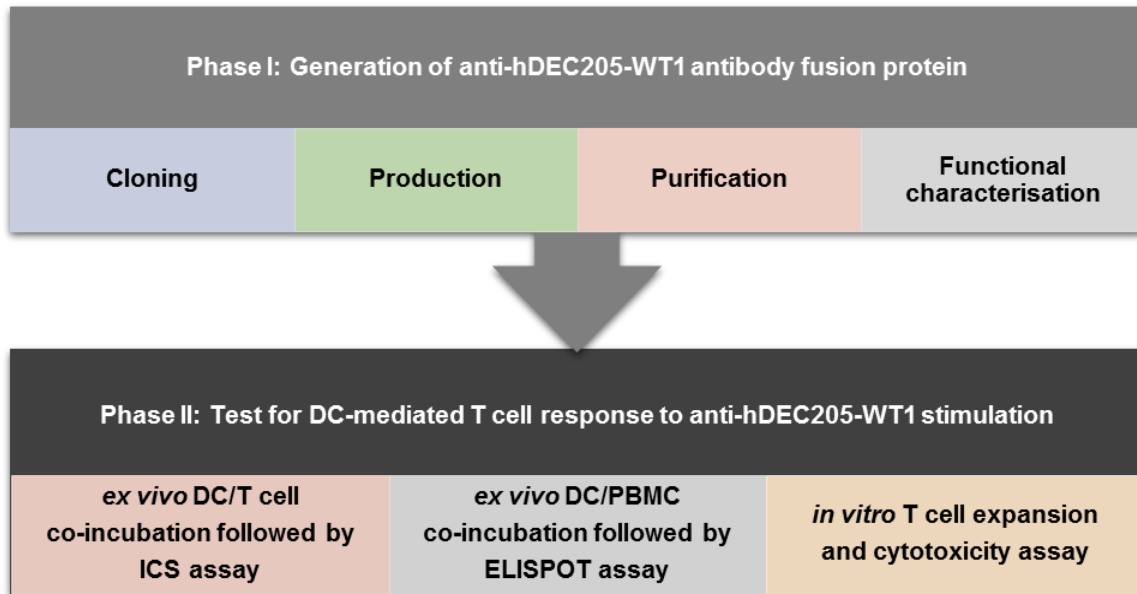 Phase I: Generation of anti-hDEC205-WT1 antibody fusion protein
Cloning
Production
Purification
Functional
characterisation
Phase II: Test for DC-mediated T cell response to anti-hDEC205-WT1 stimulation
ex vivo DC/T cell
co-incubation followed by
ICS assay
ex vivo DC/PBMC
co-incubation followed by
ELISPOT assay
in vitro T cell expansion
and cytotoxicity assay